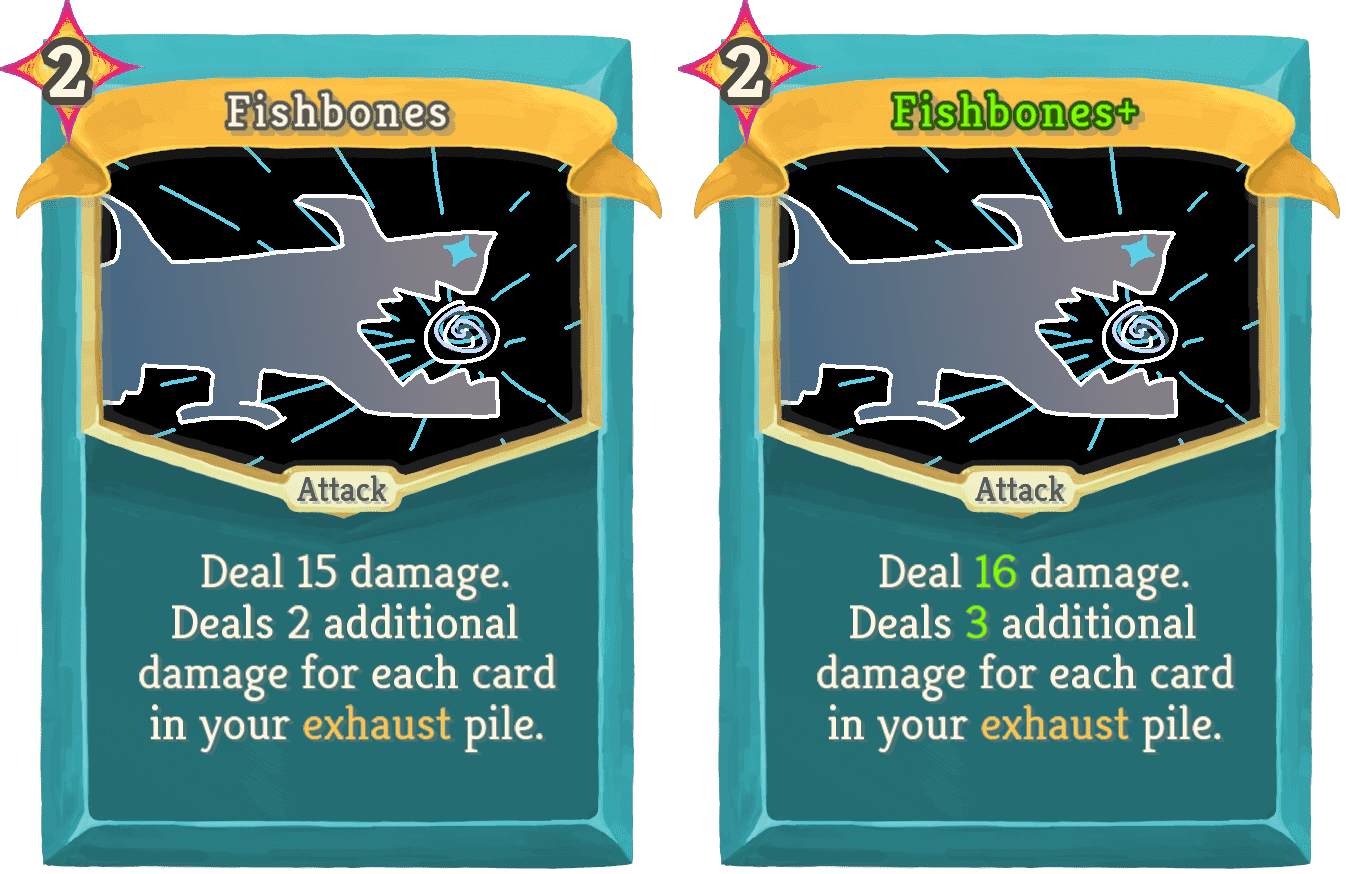 2
Fishbones
Attack
Deal 15 damage.
Deals 2 additional
damage for each card
in your exhaust pile.
2
Fishbones+
Attack
Deal 16 damage.
Deals 3 additional
damage for each card
in your exhaust pile.